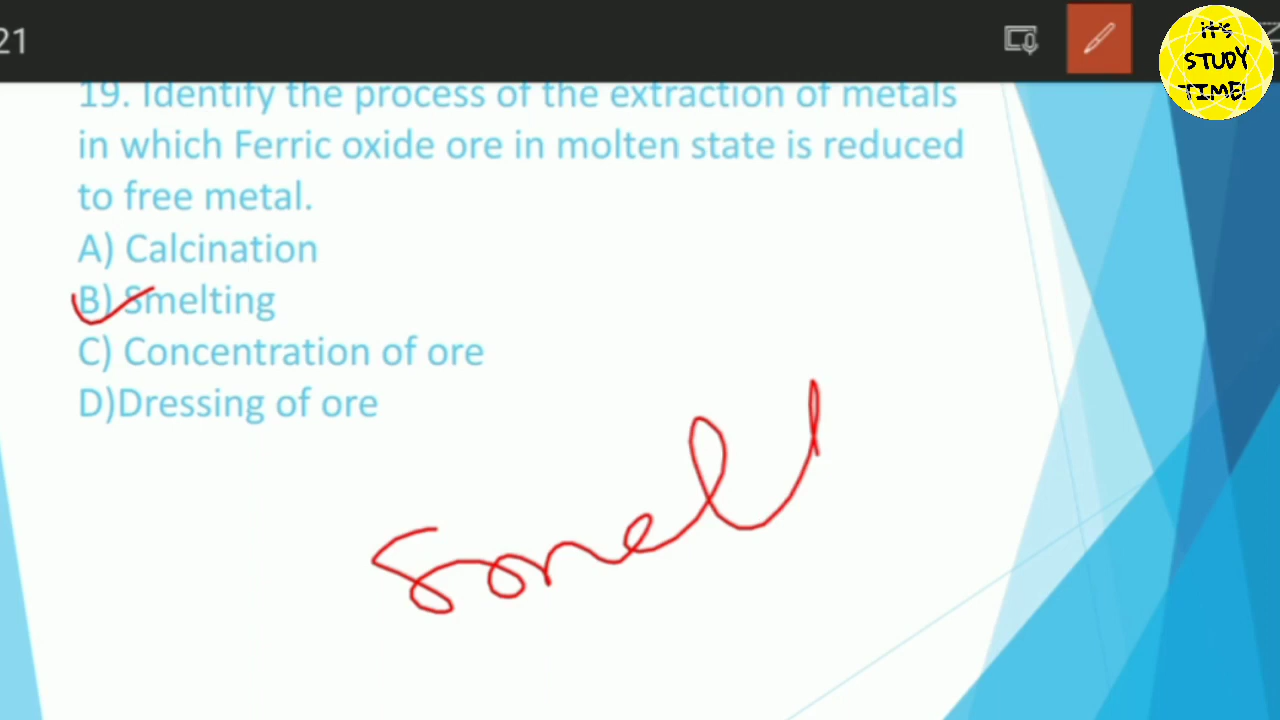 21
IT'S
STUDY
TIME!
19. Identify the process of the extraction of metals
in which Ferric oxide ore in molten state is reduced
to free metal.
A) Calcination
B) Smelting
C) Concentration of ore
D)Dressing of ore